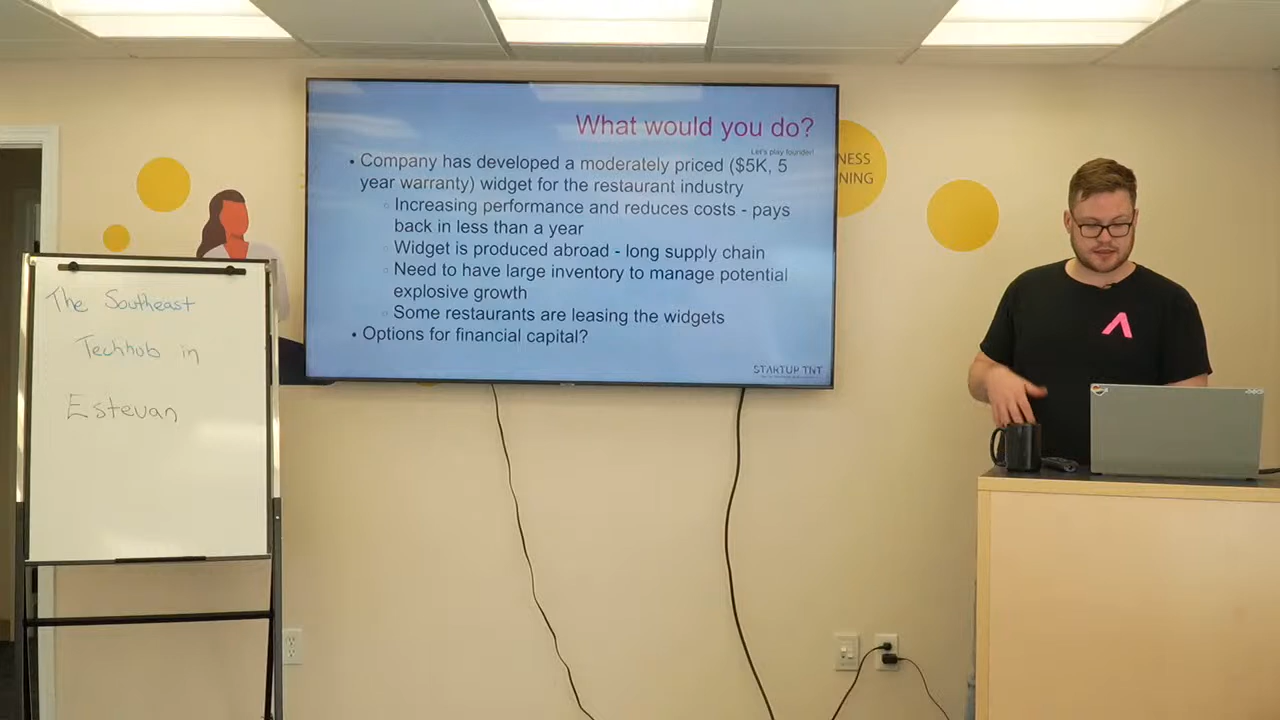 The Southeast
Techhub in
Estevan
What would you do?
Let's play founder!
• Company has developed a moderately priced ($5K, 5
year warranty) widget for the restaurant industry
○ Increasing performance and reduces costs - pays
back in less than a year
○ Widget is produced abroad - long supply chain
○ Need to have large inventory to manage potential
explosive growth
○ Some restaurants are leasing the widgets
• Options for financial capital?
STARTUP TNT
NESS
NING